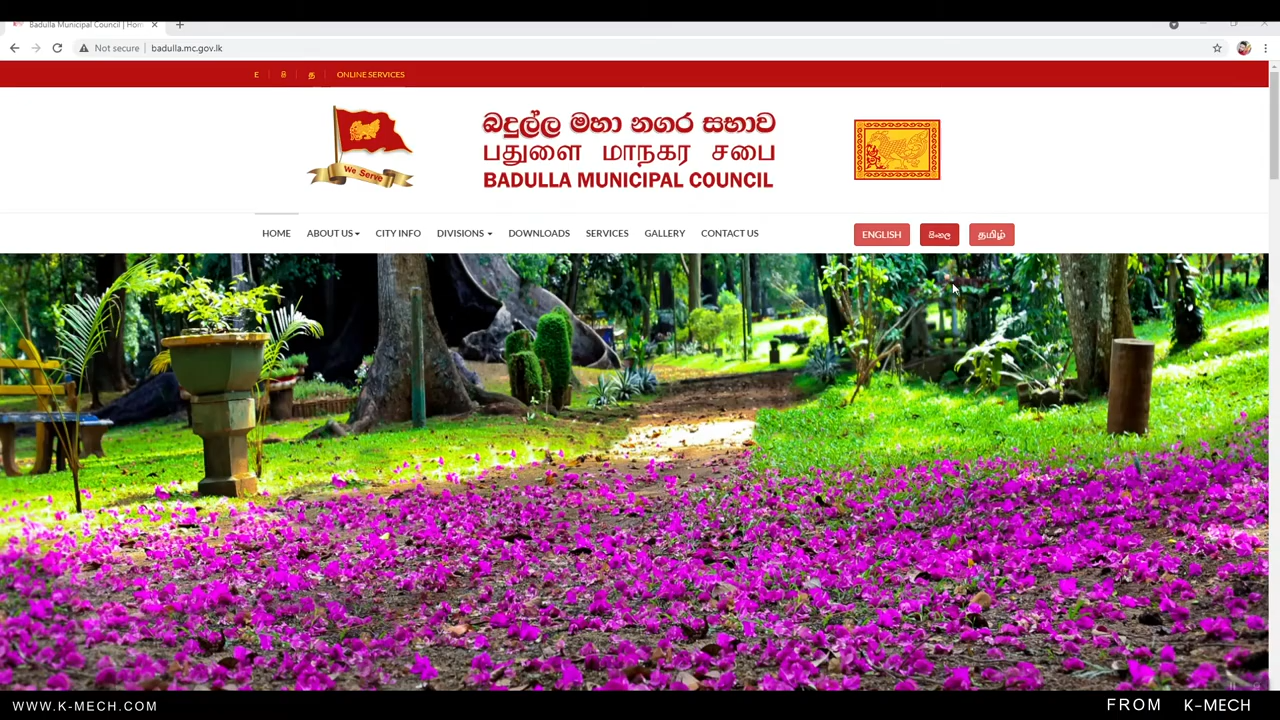 Badulla Municipal Council | Hom
Not secure
badulla.mc.gov.lk
E | සි | த | ONLINE SERVICES
We Serve
බදුල්ල මහා නගර සභාව
பதுளை மாநகர சபை
BADULLA MUNICIPAL COUNCIL
HOME ABOUT US CITY INFO DIVISIONS DOWNLOADS SERVICES GALLERY CONTACT US
ENGLISH සිංහල தமிழ்
WWW.K-MECH.COM
FROM K-MECH